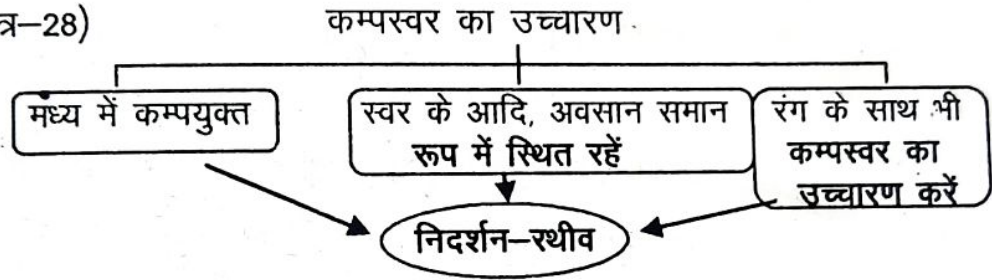 त्र–28)
कम्पस्वर का उच्चारण
मध्य में कम्पयुक्त
स्वर के आदि, अवसान समान
रूप में स्थित रहें
रंग के साथ भी
कम्पस्वर का
उच्चारण करें
निदर्शन–रथीव